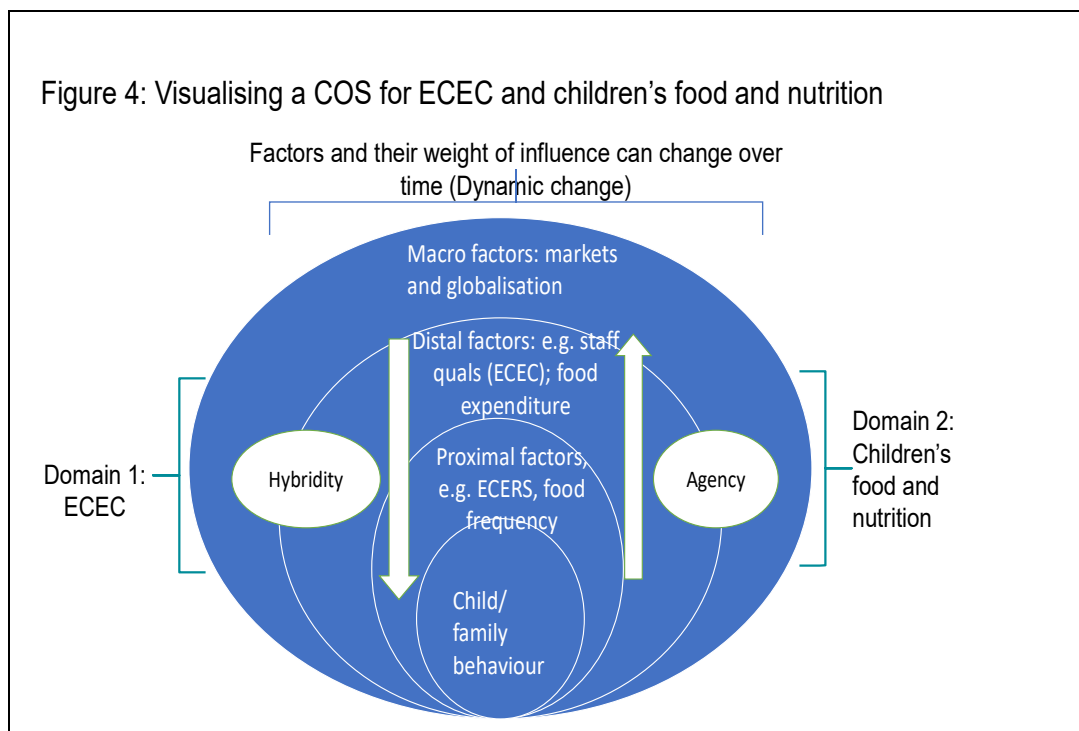 Figure 4: Visualising a COS for ECEC and children’s food and nutrition
Factors and their weight of influence can change over
time (Dynamic change)
Macro factors: markets
and globalisation
Distal factors: e.g. staff
quals (ECEC); food
expenditure
Proximal factors,
e.g. ECERS, food
frequency
Child/
family
behaviour
Hybridity
Agency
Domain 1:
ECEC
Domain 2:
Children’s
food and
nutrition